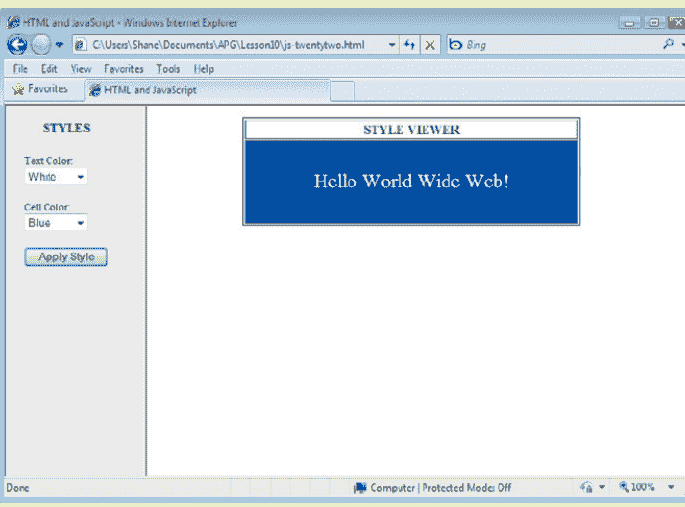 HTML and JavaScript - Windows Internet Explorer
C:\Users\Shane\Documents\APG\Lesson10\js-twentytwo.html
Bing
File Edit View Favorites Tools Help
Favorites
HTML and JavaScript
STYLES
Text Color:
White
Cell Color:
Blue
Apply Style
STYLE VIEWER
Hello World Wide Web!
Done
Computer | Protected Mode: Off
100%